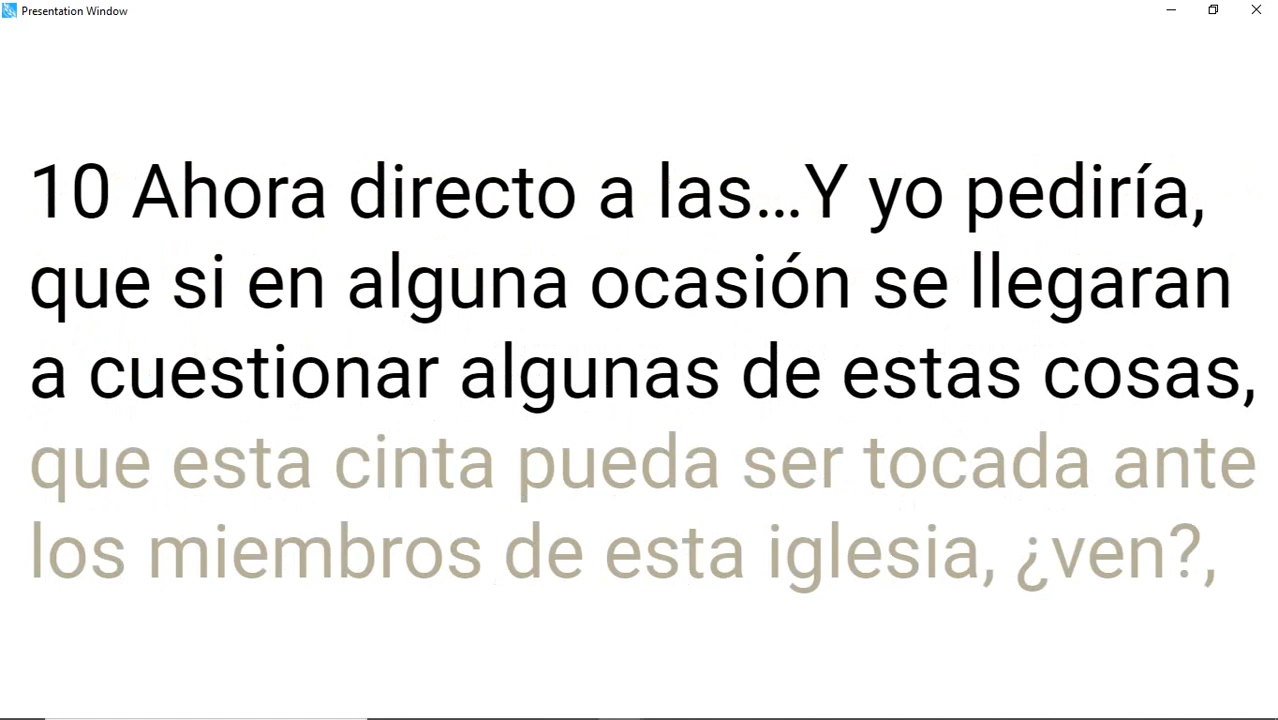 Presentation Window
10 Ahora directo a las...Y yo pediría,
que si en alguna ocasión se llegaran
a cuestionar algunas de estas cosas,
que esta cinta pueda ser tocada ante
los miembros de esta iglesia, ¿ven?,